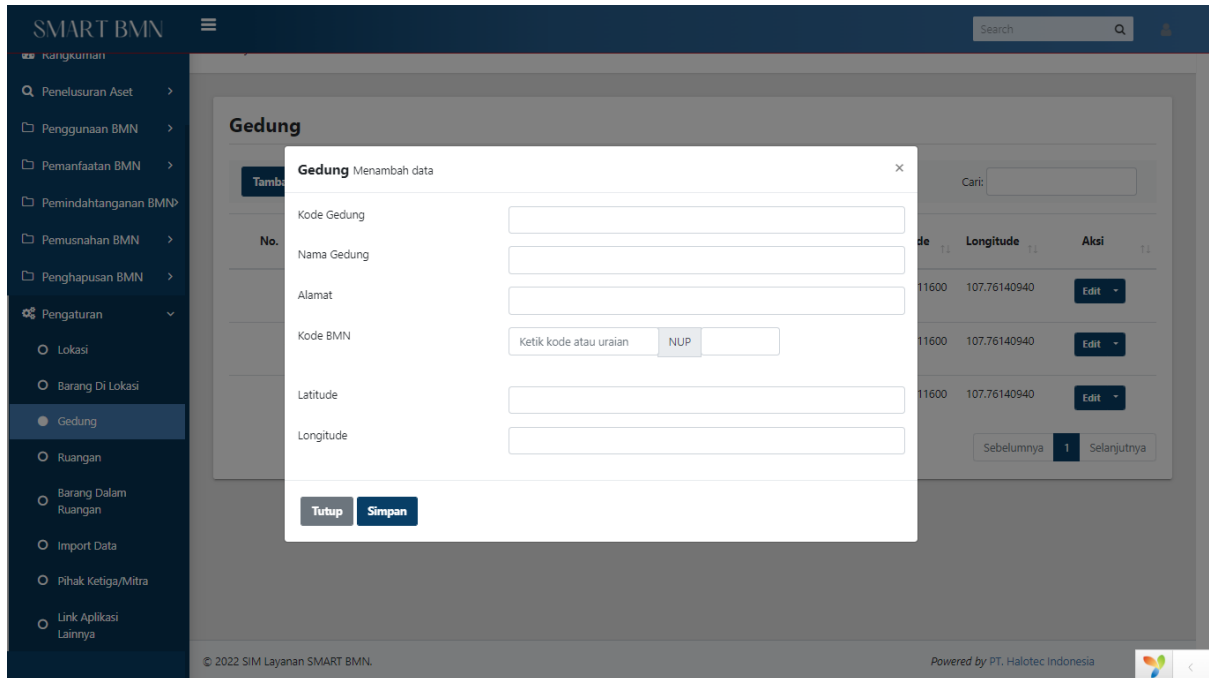 SMART BMN
Search
Rangkuman
Penelusuran Aset
Penggunaan BMN
Pemanfaatan BMN
Pemindahtanganan BMN
Pemusnahan BMN
Penghapusan BMN
Pengaturan
Lokasi
Barang Di Lokasi
Gedung
Ruangan
Barang Dalam
Ruangan
Import Data
Pihak Ketiga/Mitra
Link Aplikasi
Lainnya
Gedung
Cari:
No.
Longitude
Aksi
11600 107.76140940 Edit
11600 107.76140940 Edit
11600 107.76140940 Edit
Sebelumnya 1 Selanjutnya
Gedung Menambah data ×
Kode Gedung
Nama Gedung
Alamat
Kode BMN Ketik kode atau uraian NUP
Latitude
Longitude
Tutup Simpan
© 2022 SIM Layanan SMART BMN.
Powered by PT. Halotec Indonesia